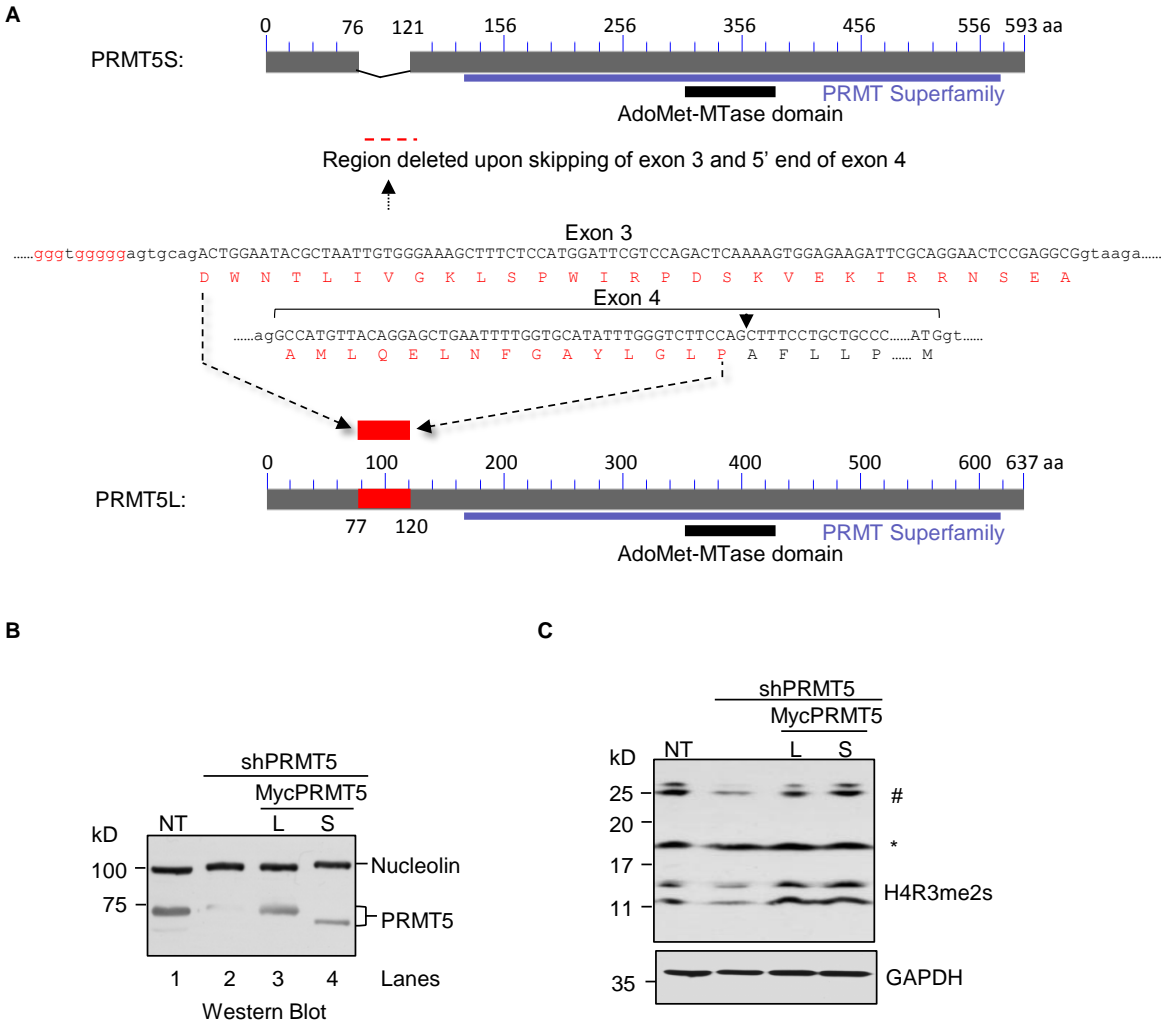 A
0 76 121 156 256 356 456 556 593 aa
PRMT5S:
PRMT Superfamily
AdoMet-MTase domain
Region deleted upon skipping of exon 3 and 5' end of exon 4
Exon 3
......gggtgggggagtgcagACTGGAATACGCTAATTGTGGGAAAGCTTTCTCCATGGATTCGTCCAGACTCAAAAGTGGAGAAGATTCGCAGGAACTCCGAGGCGgtaaga......
D W N T L I V G K L S P W I R P D S K V E K I R R N S E A
Exon 4
......agGCCATGTTACAGGAGCTGAATTTTGGTGCATATTTGGGTCTTCCAGCTTTCCTGCTGCCC...ATGgt......
A M L Q E L N F G A Y L G L P A F L L P ...... M
0 100 200 300 400 500 600 637 aa
PRMT5L:
77 120
PRMT Superfamily
AdoMet-MTase domain
B
shPRMT5
MycPRMT5
kD NT L S
100
Nucleolin
75
PRMT5
1 2 3 4 Lanes
Western Blot
C
shPRMT5
MycPRMT5
kD NT L S
25
#
20
*
17
H4R3me2s
11
GAPDH
35